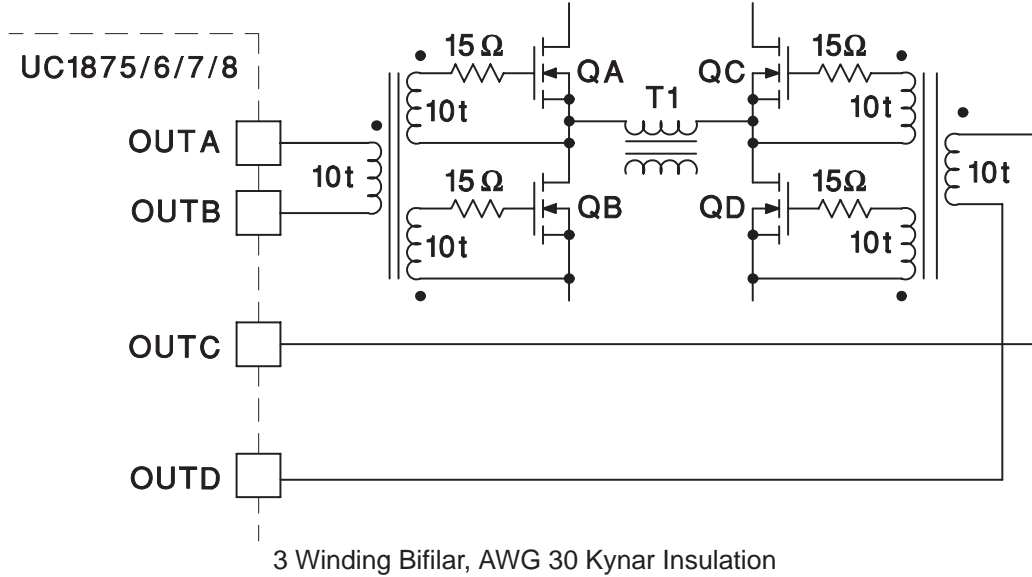 UC1875/6/7/8
15Ω QA QC 15Ω
10t T1 10t
OUTA
10t 15Ω 15Ω 10t
OUTB QB QD
10t 10t
OUTC
OUTD
3 Winding Bifilar, AWG 30 Kynar Insulation